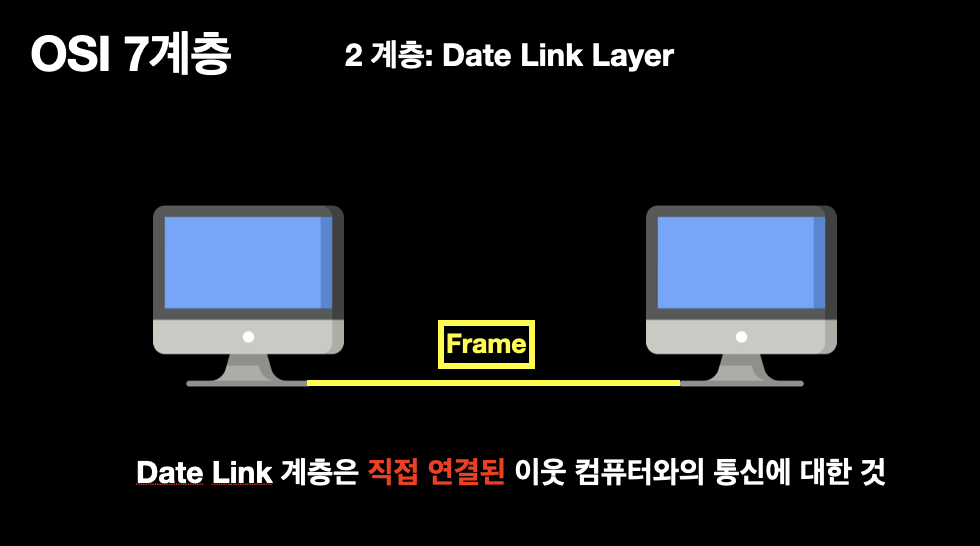 OSI 7계층
2 계층: Date Link Layer
Frame
Date Link 계층은 직접 연결된 이웃 컴퓨터와의 통신에 대한 것